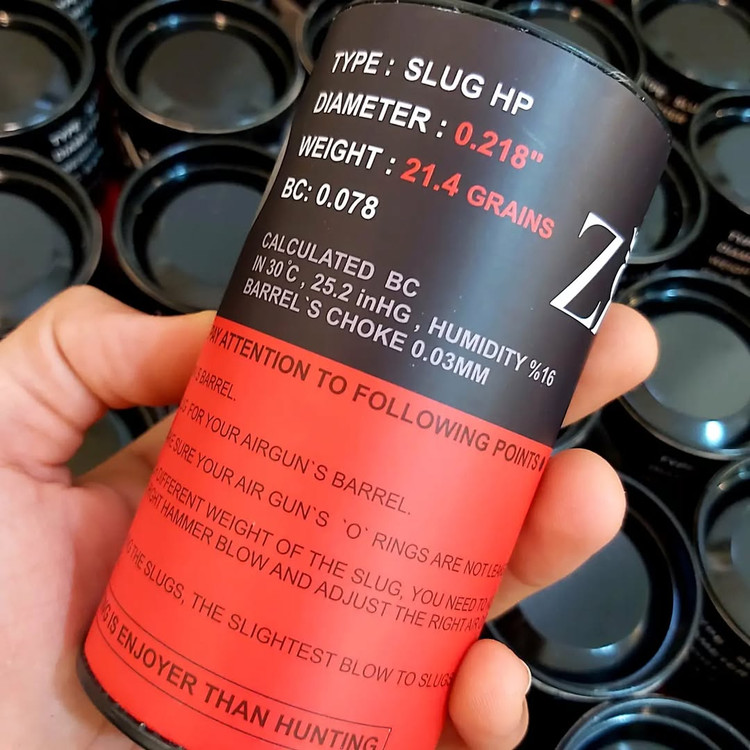 TYPE : SLUG HP
DIAMETER : 0.218"
WEIGHT : 21.4 GRAINS
BC: 0.078
CALCULATED BC
IN 30°C , 25.2 inHG , HUMIDITY %16
BARREL`S CHOKE 0.03MM
PAY ATTENTION TO FOLLOWING POINTS
BARREL.
FOR YOUR AIRGUN`S BARREL.
SURE YOUR AIR GUN`S `O` RINGS ARE NOT
DIFFERENT WEIGHT OF THE SLUG, YOU NEED TO
HAMMER BLOW AND ADJUST THE RIGHT AIR
THE SLUGS, THE SLIGHTEST BLOW TO SLUGS
IS ENJOYER THAN HUNTING